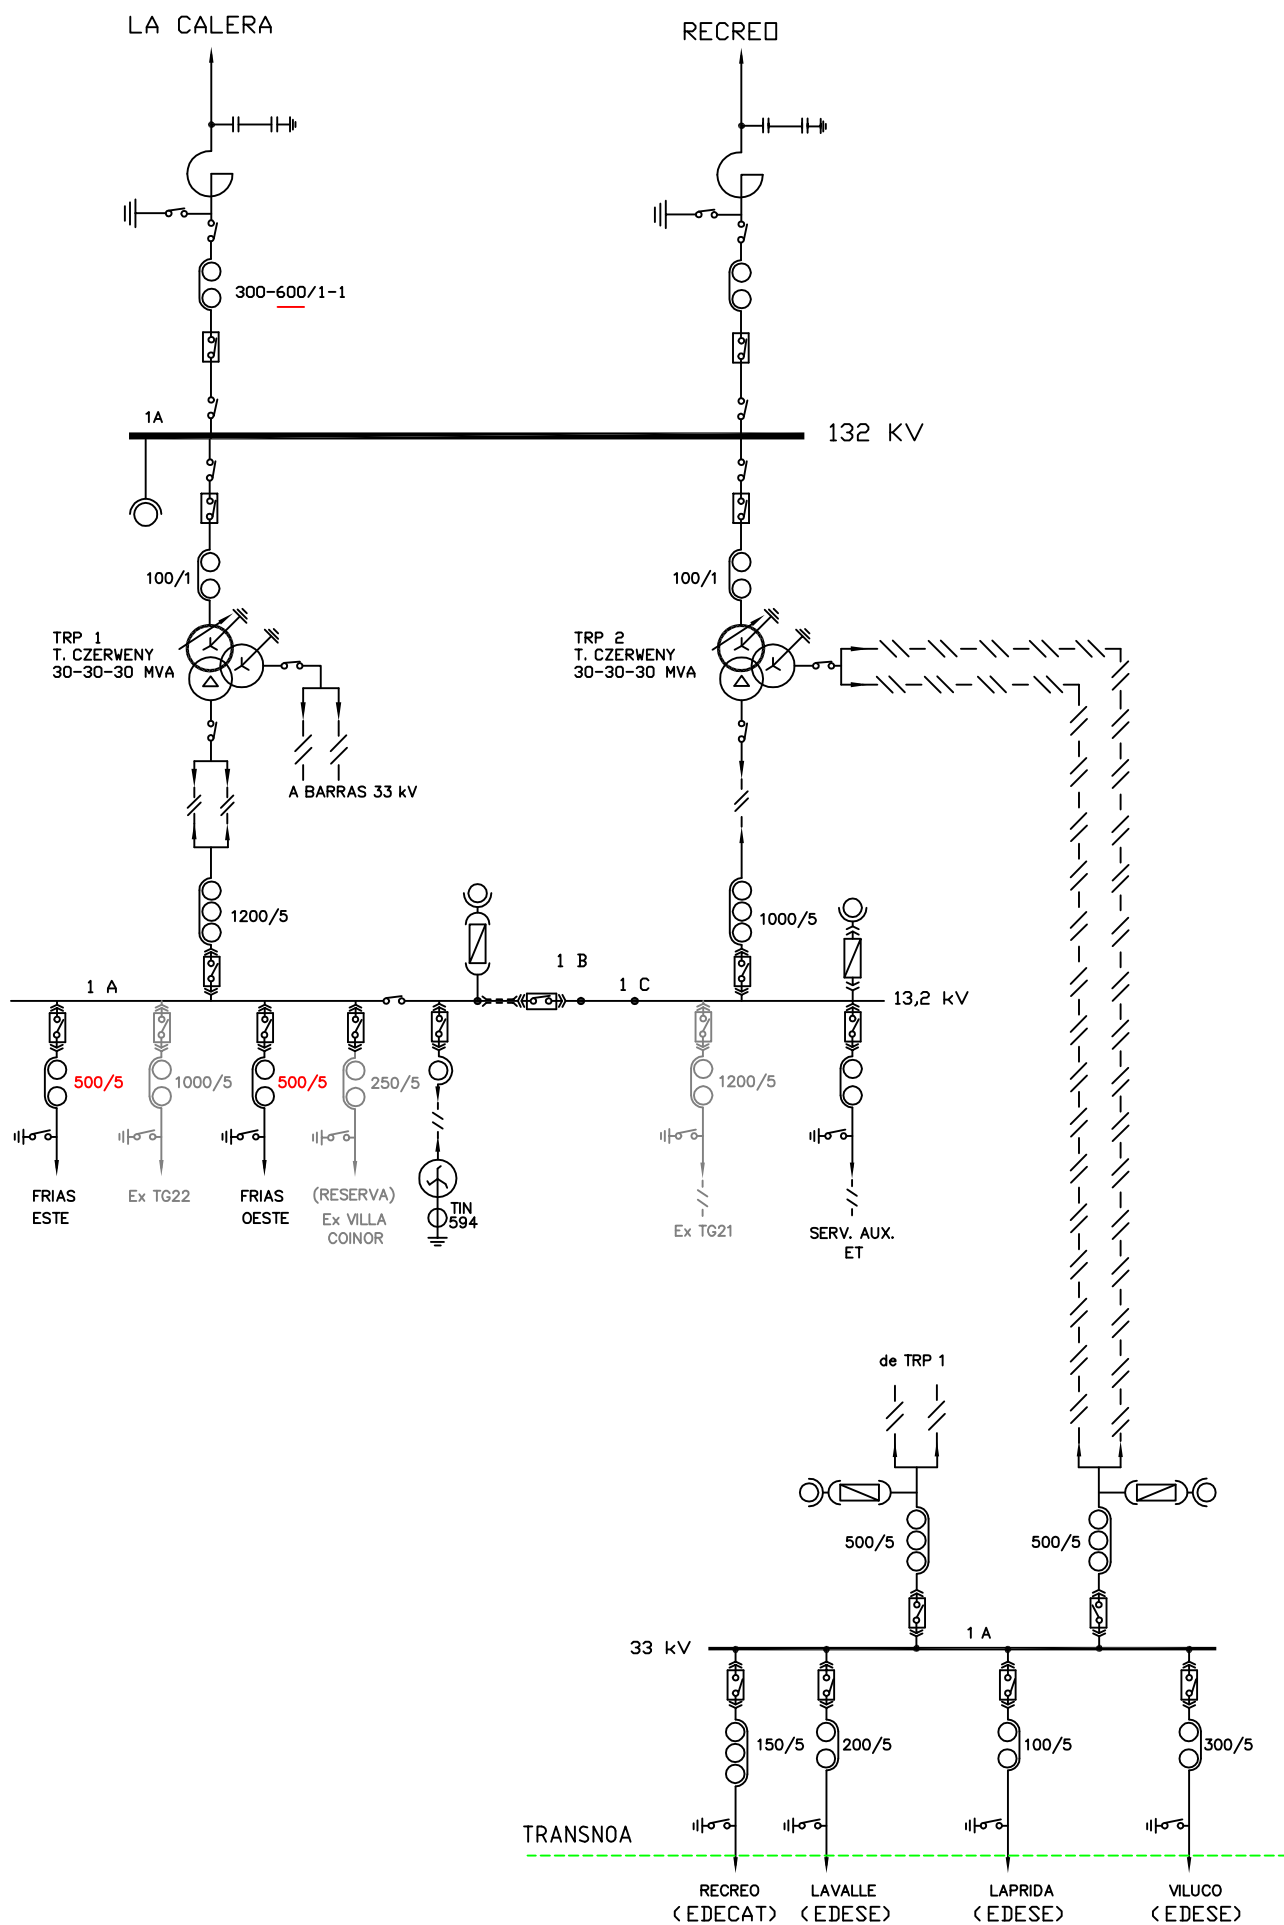 LA CALERA
RECREO
300-600/1-1
1A
132 KV
100/1
100/1
TRP 1
T. CZERWENY
30-30-30 MVA
TRP 2
T. CZERWENY
30-30-30 MVA
A BARRAS 33 kV
1200/5
1000/5
1 A
1 B
1 C
13,2 kV
500/5
1000/5
500/5
250/5
1200/5
FRIAS
ESTE
Ex TG22
FRIAS
OESTE
(RESERVA)
Ex VILLA
COINOR
TIN
594
Ex TG21
SERV. AUX.
ET
de TRP 1
500/5
500/5
33 kV
1 A
150/5
200/5
100/5
300/5
TRANSNOA
RECREO
(EDECAT)
LAVALLE
(EDESE)
LAPRIDA
(EDESE)
VILUCO
(EDESE)